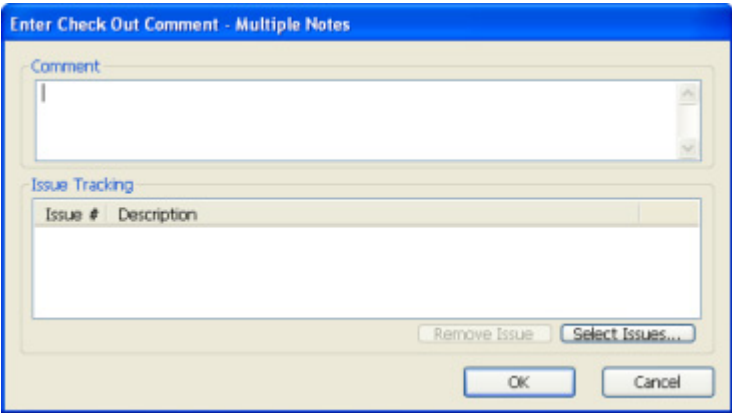 Enter Check Out Comment - Multiple Notes
Comment
Issue Tracking
Issue # Description
Remove Issue Select Issues...
OK Cancel